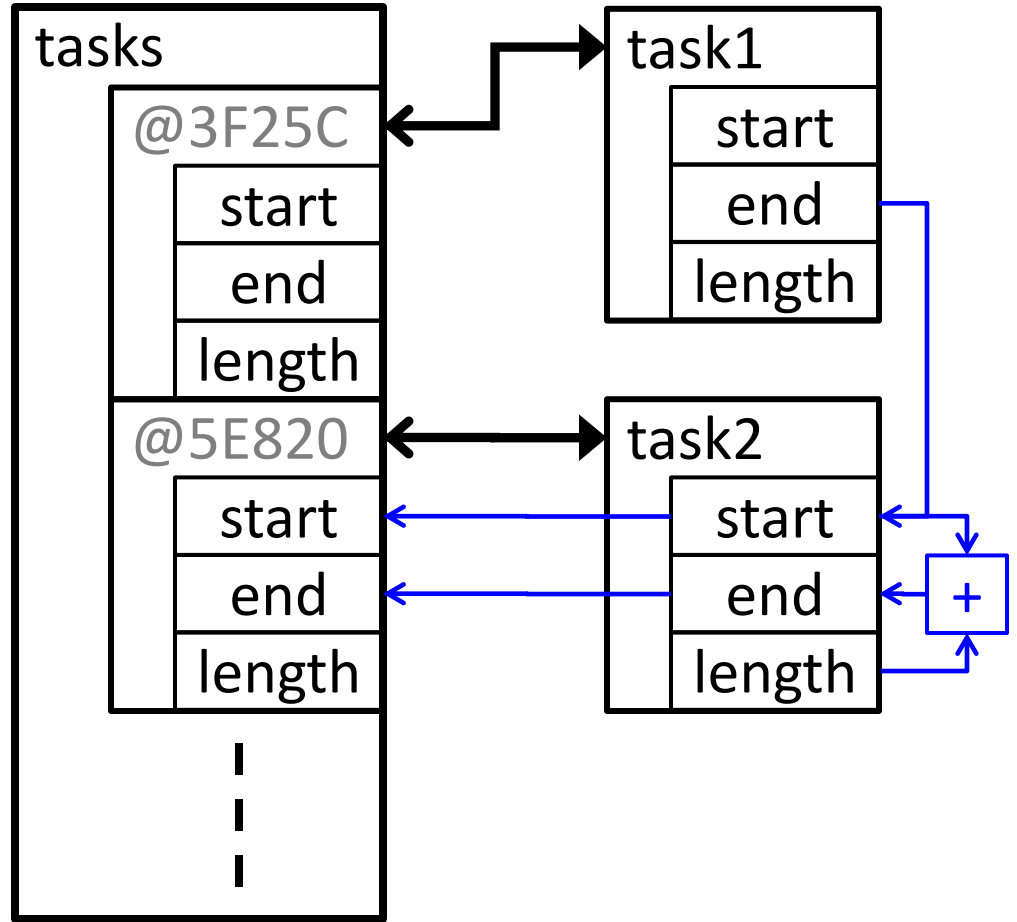 tasks
@3F25C
start
end
length
@5E820
start
end
length
task1
start
end
length
task2
start
end
length
+